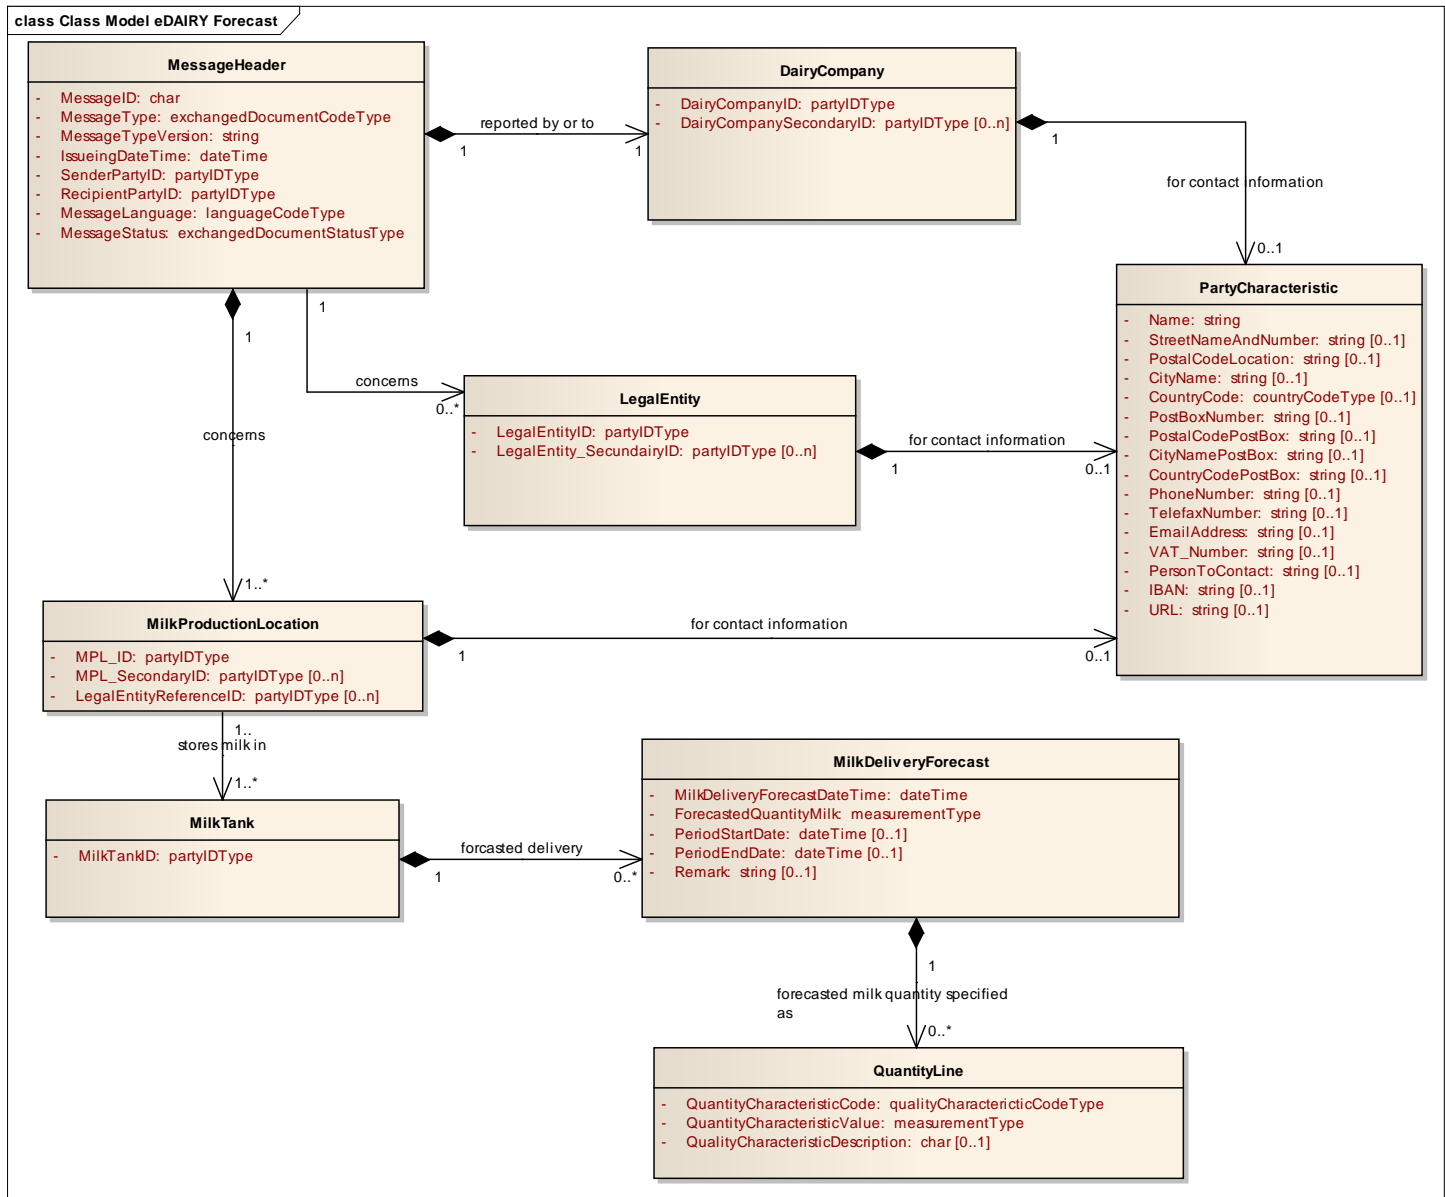 class Class Model eDAIRY Forecast
MessageHeader
- MessageID: char
- MessageType: exchangedDocumentCodeType
- MessageTypeVersion: string
- IssueingDateTime: dateTime
- SenderPartyID: partyIDType
- RecipientPartyID: partyIDType
- MessageLanguage: languageCodeType
- MessageStatus: exchangedDocumentStatusType
reported by or to
1
1
DairyCompany
- DairyCompanyID: partyIDType
- DairyCompanySecondaryID: partyIDType [0..n]
1
for contact information
0..1
PartyCharacteristic
- Name: string
- StreetNameAndNumber: string [0..1]
- PostalCodeLocation: string [0..1]
- CityName: string [0..1]
- CountryCode: countryCodeType [0..1]
- PostBoxNumber: string [0..1]
- PostalCodePostBox: string [0..1]
- CityNamePostBox: string [0..1]
- CountryCodePostBox: string [0..1]
- PhoneNumber: string [0..1]
- TelefaxNumber: string [0..1]
- EmailAddress: string [0..1]
- VAT_Number: string [0..1]
- PersonToContact: string [0..1]
- IBAN: string [0..1]
- URL: string [0..1]
1
concerns
0..*
LegalEntity
- LegalEntityID: partyIDType
- LegalEntity_SecundairyID: partyIDType [0..n]
for contact information
1
0..1
1
concerns
1..*
MilkProductionLocation
- MPL_ID: partyIDType
- MPL_SecondaryID: partyIDType [0..n]
- LegalEntityReferenceID: partyIDType [0..n]
for contact information
1
0..1
1..
stores milk in
1..*
MilkTank
- MilkTankID: partyIDType
forcasted delivery
1
0..*
MilkDeliveryForecast
- MilkDeliveryForecastDateTime: dateTime
- ForecastedQuantityMilk: measurementType
- PeriodStartDate: dateTime [0..1]
- PeriodEndDate: dateTime [0..1]
- Remark: string [0..1]
1
forecasted milk quantity specified
as
0..*
QuantityLine
- QuantityCharacteristicCode: qualityCharactericticCodeType
- QuantityCharacteristicValue: measurementType
- QualityCharacteristicDescription: char [0..1]